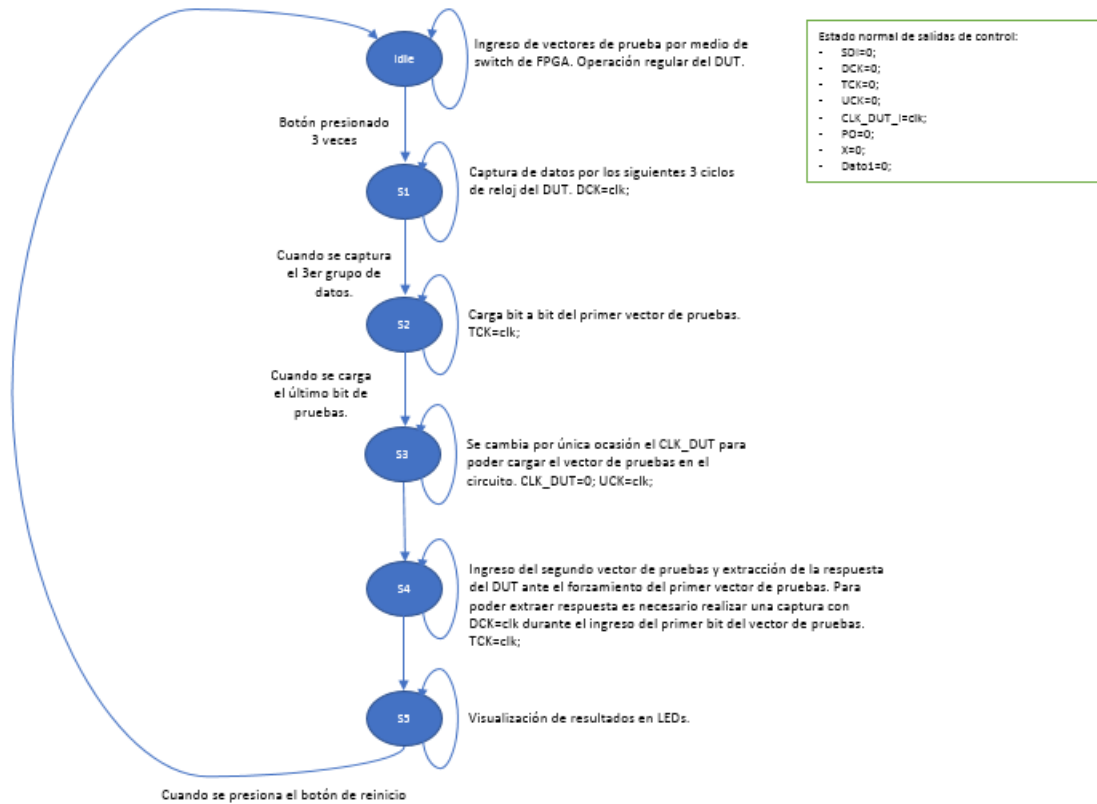 Idle
Ingreso de vectores de prueba por medio de
switch de FPGA. Operación regular del DUT.
Estado normal de salidas de control:
- SDI=0;
- DCK=0;
- TCK=0;
- UCK=0;
- CLK_DUT_I=clk;
- PO=0;
- X=0;
- Dato1=0;
Botón presionado
3 veces
S1
Captura de datos por los siguientes 3 ciclos
de reloj del DUT. DCK=clk;
Cuando se captura
el 3er grupo de
datos.
S2
Carga bit a bit del primer vector de pruebas.
TCK=clk;
Cuando se carga
el último bit de
pruebas.
S3
Se cambia por única ocasión el CLK_DUT para
poder cargar el vector de pruebas en el
circuito. CLK_DUT=0; UCK=clk;
S4
Ingreso del segundo vector de pruebas y extracción de la respuesta
del DUT ante el forzamiento del primer vector de pruebas. Para
poder extraer respuesta es necesario realizar una captura con
DCK=clk durante el ingreso del primer bit del vector de pruebas.
TCK=clk;
S5
Visualización de resultados en LEDs.
Cuando se presiona el botón de reinicio